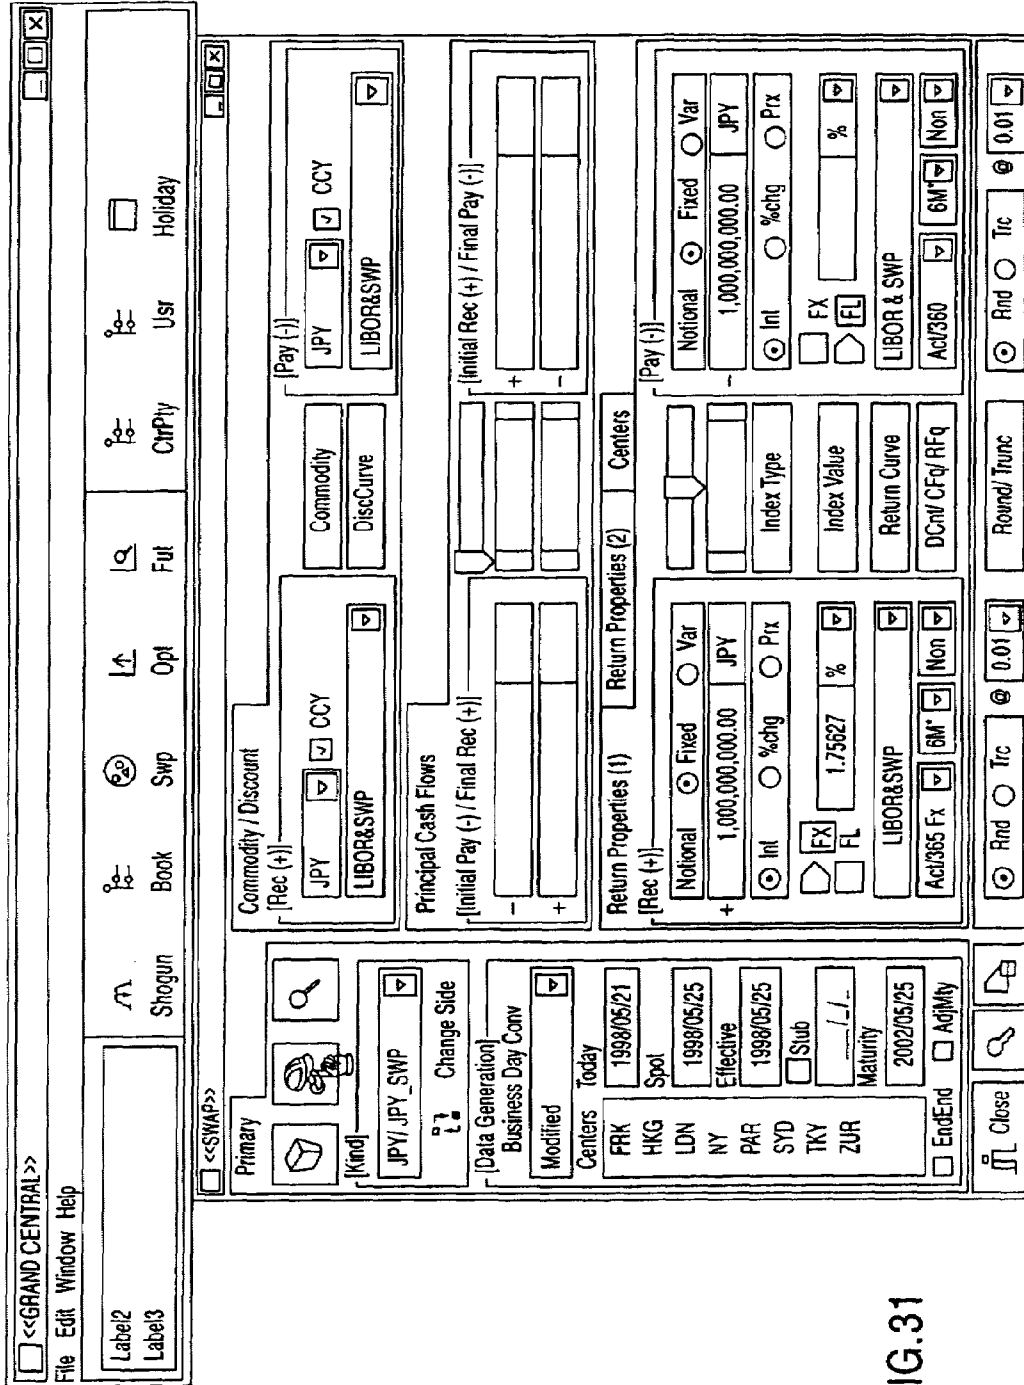 <<GRAND CENTRAL>>
File Edit Window Help
Label2
Label3
Shogun Book Swp Opt Fut CtrPty Usr Holiday
<<SWAP>>
Primary
[Kind]
JPY/JPY_SWP
Change Side
[Data Generation]
Business Day Conv
Modified
Centers Today
FRK
HKG
LDN
NY
PAR
SYD
TKY
ZUR
1998/05/21
Spot
1998/05/25
Effective
1998/05/25
Stub
__/_/_
Maturity
2002/05/25
EndEnd AdjMty
Close
Commodity / Discount
[Rec (+)]
JPY CCY
LIBOR&SWP
Commodity
DiscCurve
[Pay (-)]
JPY CCY
LIBOR&SWP
Principal Cash Flows
[Initial Pay (-) / Final Rec (+)]
-
+
[Initial Rec (+) / Final Pay (-)]
+
-
Return Properties (1) Return Properties (2) Centers
[Rec (+)]
Notional Fixed Var
+ 1,000,000,000.00 JPY
Int %chg Prx
FX
FL
1.75627 %
LIBOR&SWP
Act/365 Fx 6M* Non
Rnd Trc @ 0.01
Index Type
Index Value
Return Curve
DCnt/ CFq/ RFq
Round/ Trunc
[Pay (-)]
Notional Fixed Var
- 1,000,000,000.00 JPY
Int %chg Prx
FX
FL
%
LIBOR & SWP
Act/360 6M* Non
Rnd Trc @ 0.01
IG.31